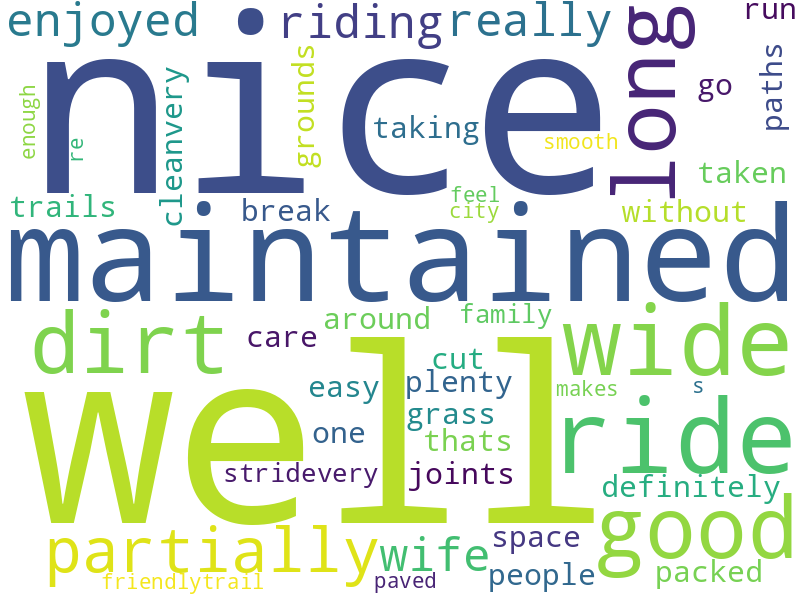 enjoyed
riding
really
run
nice
long
go
paths
enough
re
cleanvery
grounds
taking
smooth
taken
trails
break
feel
city
without
maintained
dirt
care
around
family
wide
well
easy
cut
plenty
makes
s
one
grass
thats
ride
stridevery
joints
definitely
partially
wife
space
good
friendlytrail
paved
people
packed